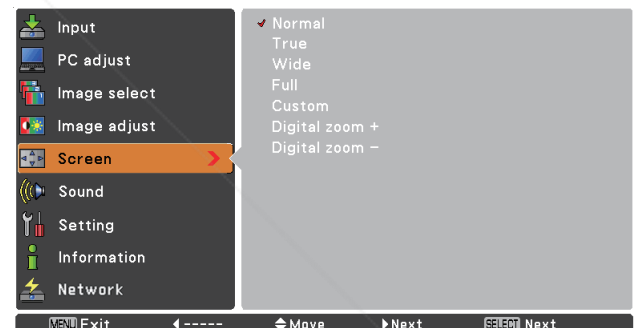 Input
PC adjust
Image select
Image adjust
Screen
Sound
Setting
Information
Network
Normal
True
Wide
Full
Custom
Digital zoom +
Digital zoom –
MENU Exit ◀ ----- ◆ Move ▶ Next SELECT Next